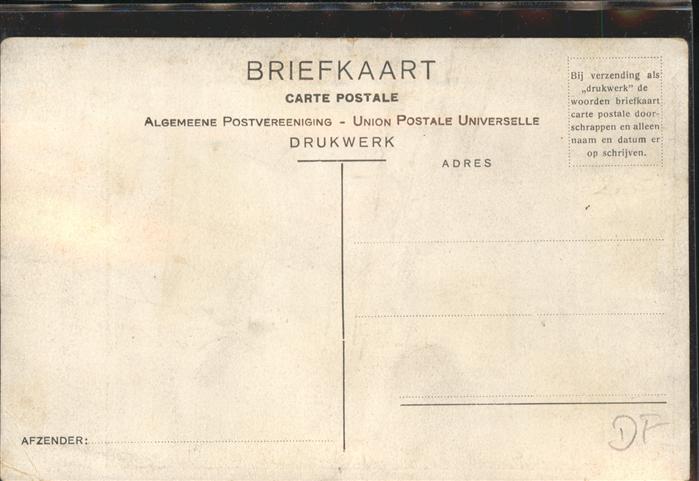 BRIEFKAART
CARTE POSTALE
ALGEMEENE POSTVEREENIGING - UNION POSTALE UNIVERSELLE
DRUKWERK
ADRES
Bij verzending als
„drukwerk" de
woorden briefkaart
carte postale door-
schrappen en alleen
naam en datum er
op schrijven.
AFZENDER:
DF